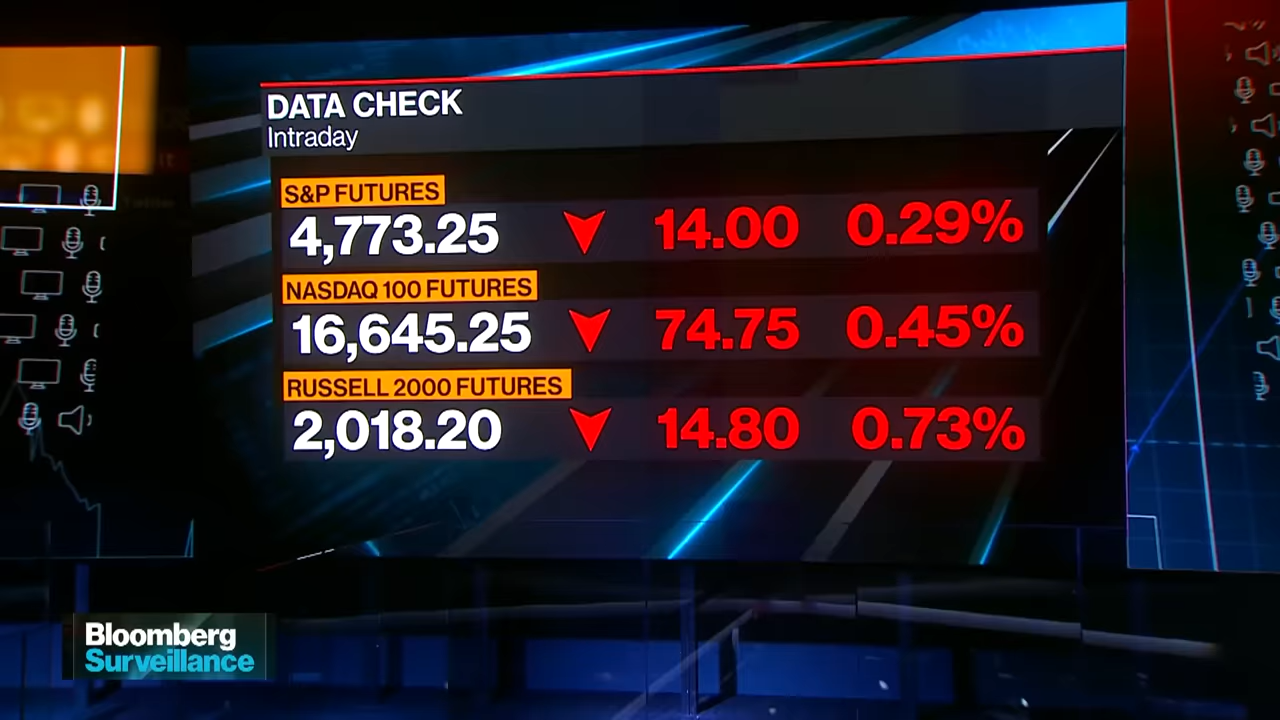 DATA CHECK
Intraday
S&P FUTURES
4,773.25 14.00 0.29%
NASDAQ 100 FUTURES
16,645.25 74.75 0.45%
RUSSELL 2000 FUTURES
2,018.20 14.80 0.73%
Bloomberg
Surveillance